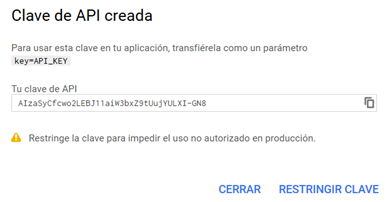 Clave de API creada
Para usar esta clave en tu aplicación, transfiérela como un parámetro
key=API_KEY
Tu clave de API
AIzaSyCfcwo2LEBJ11aiW3bxZ9tUujYULXI-GN8
Restringe la clave para impedir el uso no autorizado en producción.
CERRAR RESTRINGIR CLAVE